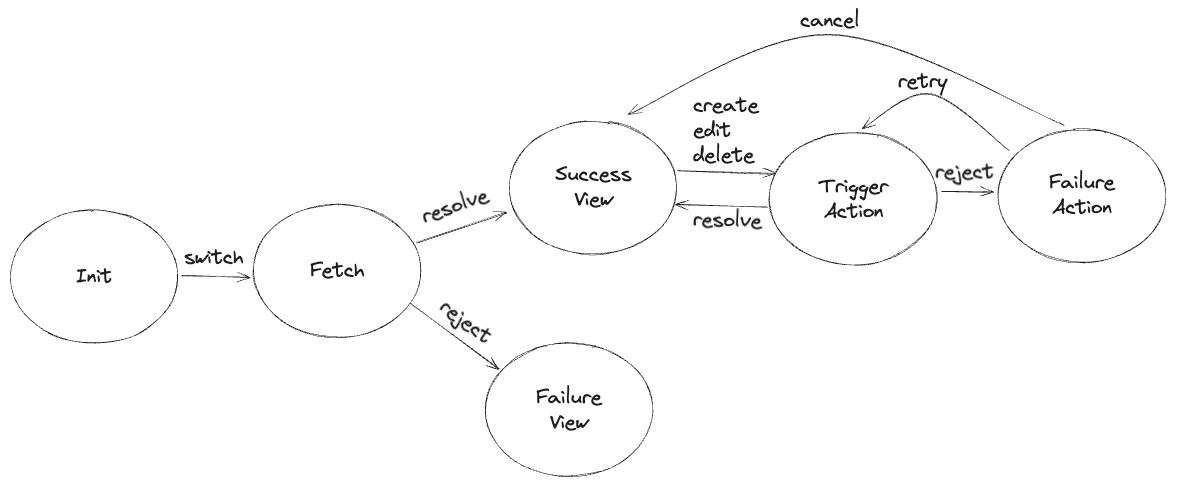 cancel
retry
create
edit
delete
Success
View
Trigger
Action
reject
Failure
Action
resolve
resolve
switch
Init
Fetch
reject
Failure
View